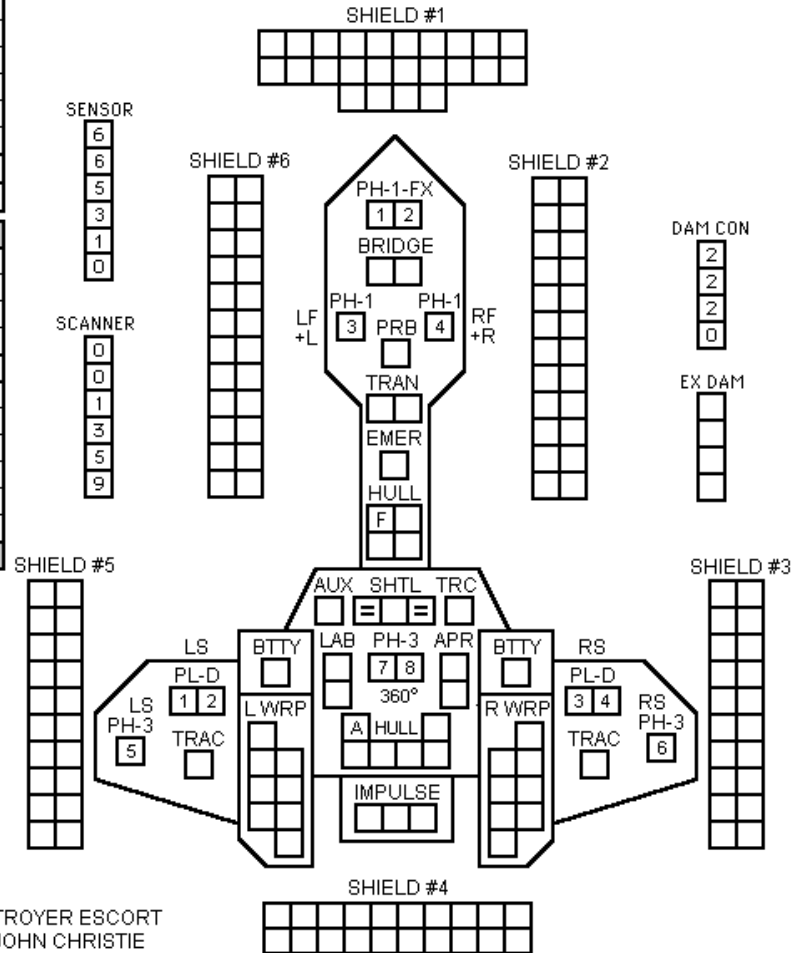 SHIELD #1
SENSOR
6
6
5
3
1
0
SHIELD #6
SHIELD #2
PH-1-FX
1 2
BRIDGE
DAM CON
2
2
2
0
SCANNER
0
0
1
3
5
9
LF
+L
PH-1
3
PRB
PH-1
4
RF
+R
TRAN
EX DAM
EMER
HULL
F
SHIELD #5
SHIELD #3
AUX SHTL TRC
= =
LS
BTTY
LAB PH-3 APR
7 8
360°
BTTY
RS
PL-D
1 2
LS
PH-3
5
TRAC
L WRP
A HULL
R WRP
PL-D
3 4
RS
PH-3
6
TRAC
IMPULSE
SHIELD #4
TROYER ESCORT
JOHN CHRISTIE